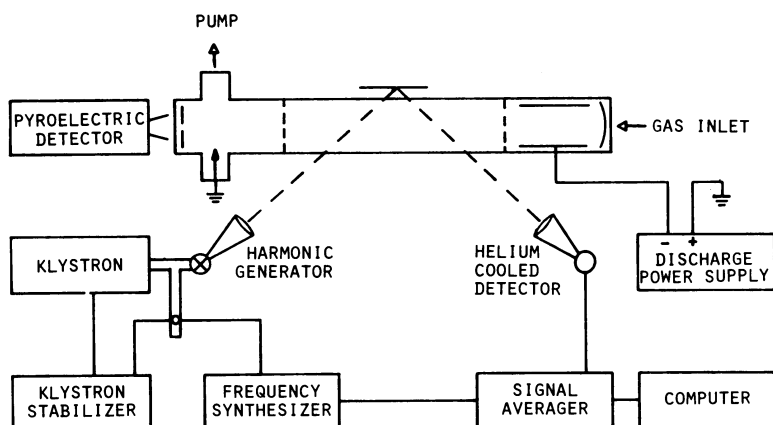 PUMP
PYROELECTRIC
DETECTOR
GAS INLET
HARMONIC
GENERATOR
HELIUM
COOLED
DETECTOR
- +
DISCHARGE
POWER SUPPLY
KLYSTRON
KLYSTRON
STABILIZER
FREQUENCY
SYNTHESIZER
SIGNAL
AVERAGER
COMPUTER